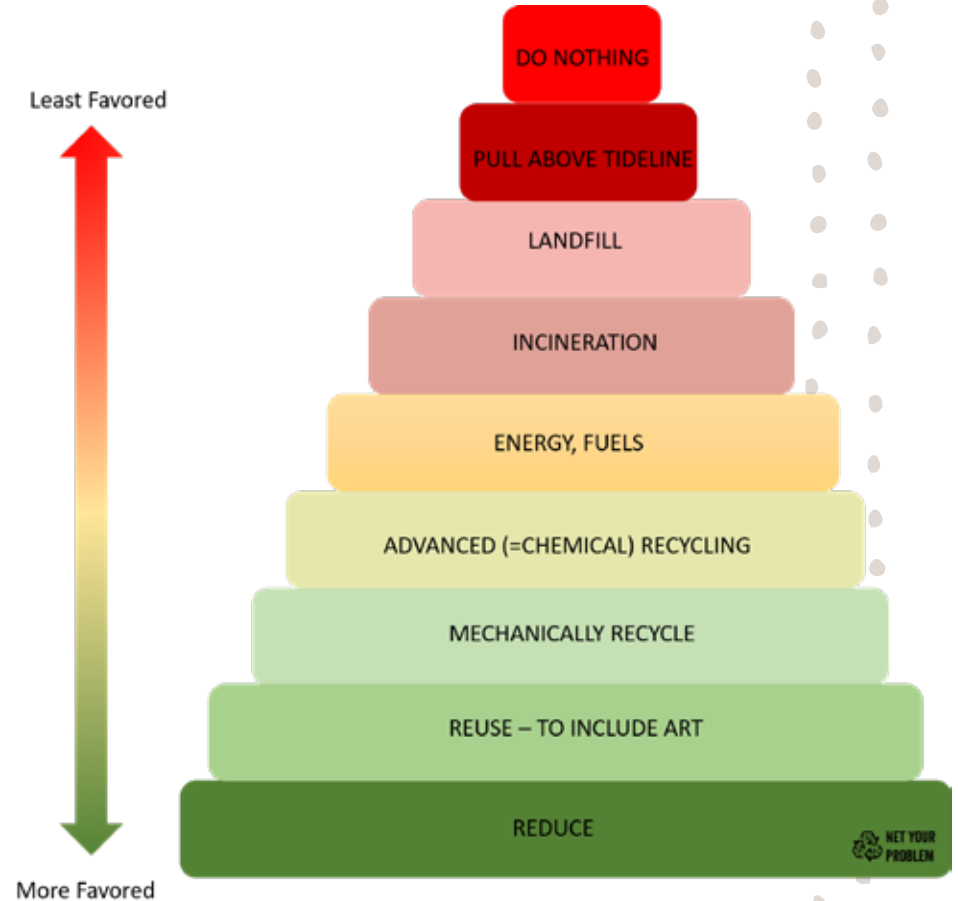 DO NOTHING
Least Favored
PULL ABOVE TIDELINE
LANDFILL
INCINERATION
ENERGY, FUELS
ADVANCED (=CHEMICAL) RECYCLING
MECHANICALLY RECYCLE
REUSE – TO INCLUDE ART
REDUCE
NET YOUR
PROBLEM
More Favored